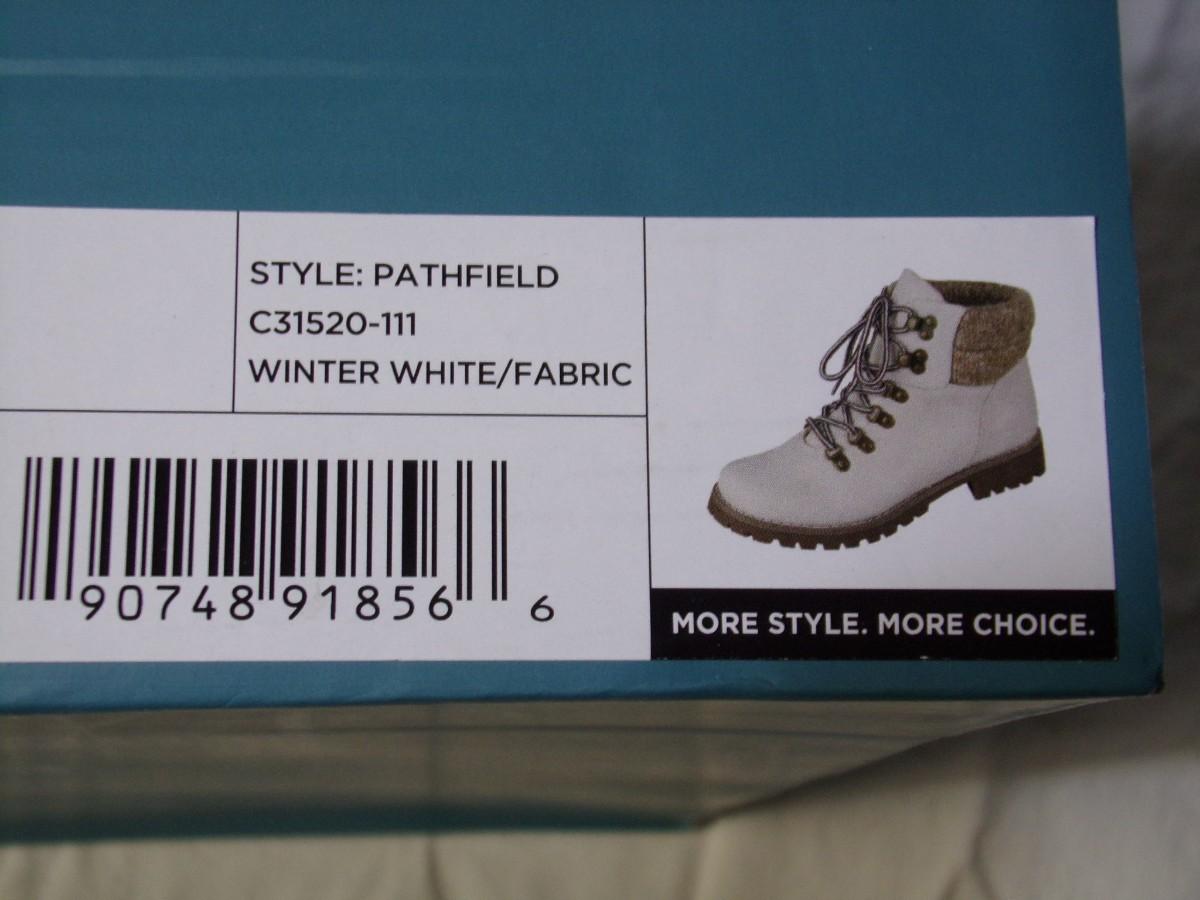 STYLE: PATHFIELD
C31520-111
WINTER WHITE/FABRIC
90748 91856 6
MORE STYLE. MORE CHOICE.